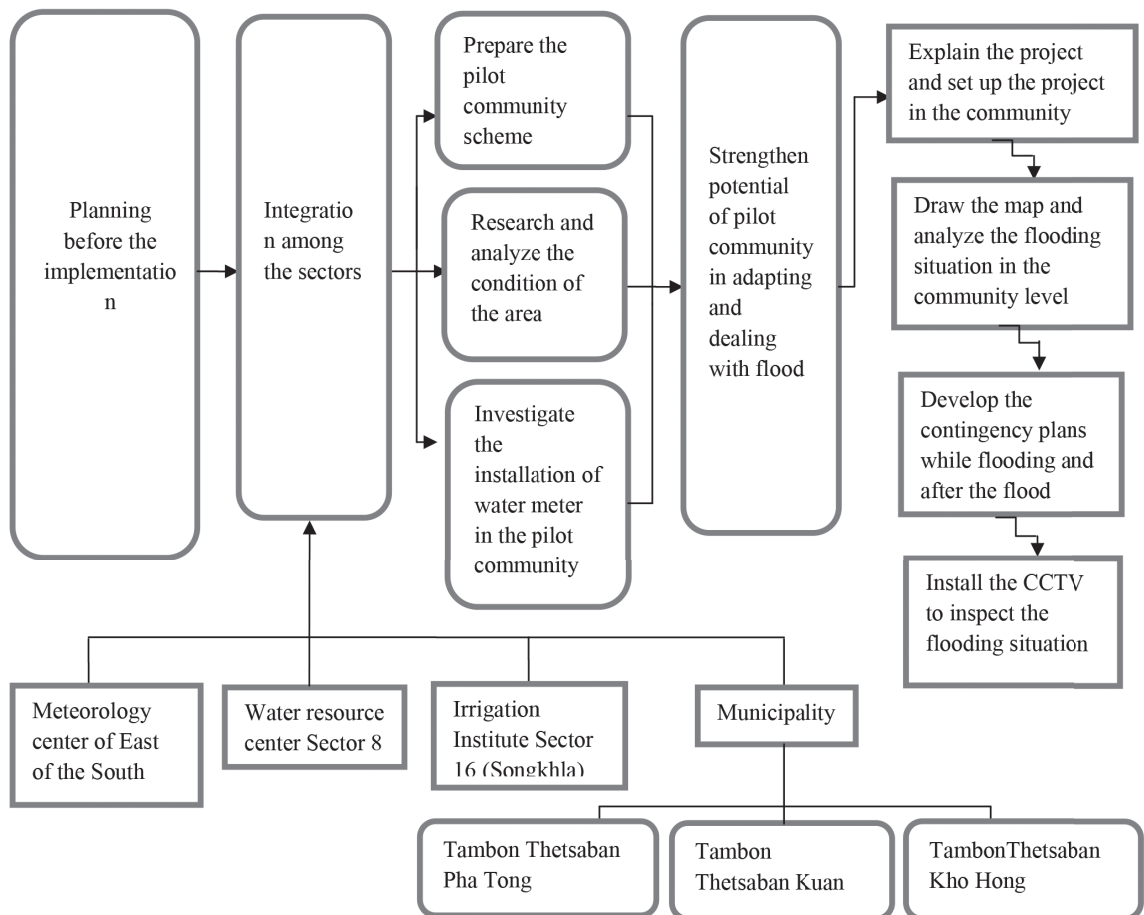 Planning
before the
implementatio
n
Integratio
n among
the sectors
Prepare the
pilot
community
scheme
Research and
analyze the
condition of
the area
Investigate
the
installation of
water meter
in the pilot
community
Strengthen
potential
of pilot
community
in adapting
and
dealing
with flood
Explain the project
and set up the project
in the community
Draw the map and
analyze the flooding
situation in the
community level
Develop the
contingency plans
while flooding and
after the flood
Install the CCTV
to inspect the
flooding situation
Meteorology
center of East
of the South
Water resource
center Sector 8
Irrigation
Institute Sector
16 (Songkhla)
Municipality
Tambon Thetsaban
Pha Tong
Tambon
Thetsaban Kuan
TambonThetsaban
Kho Hong